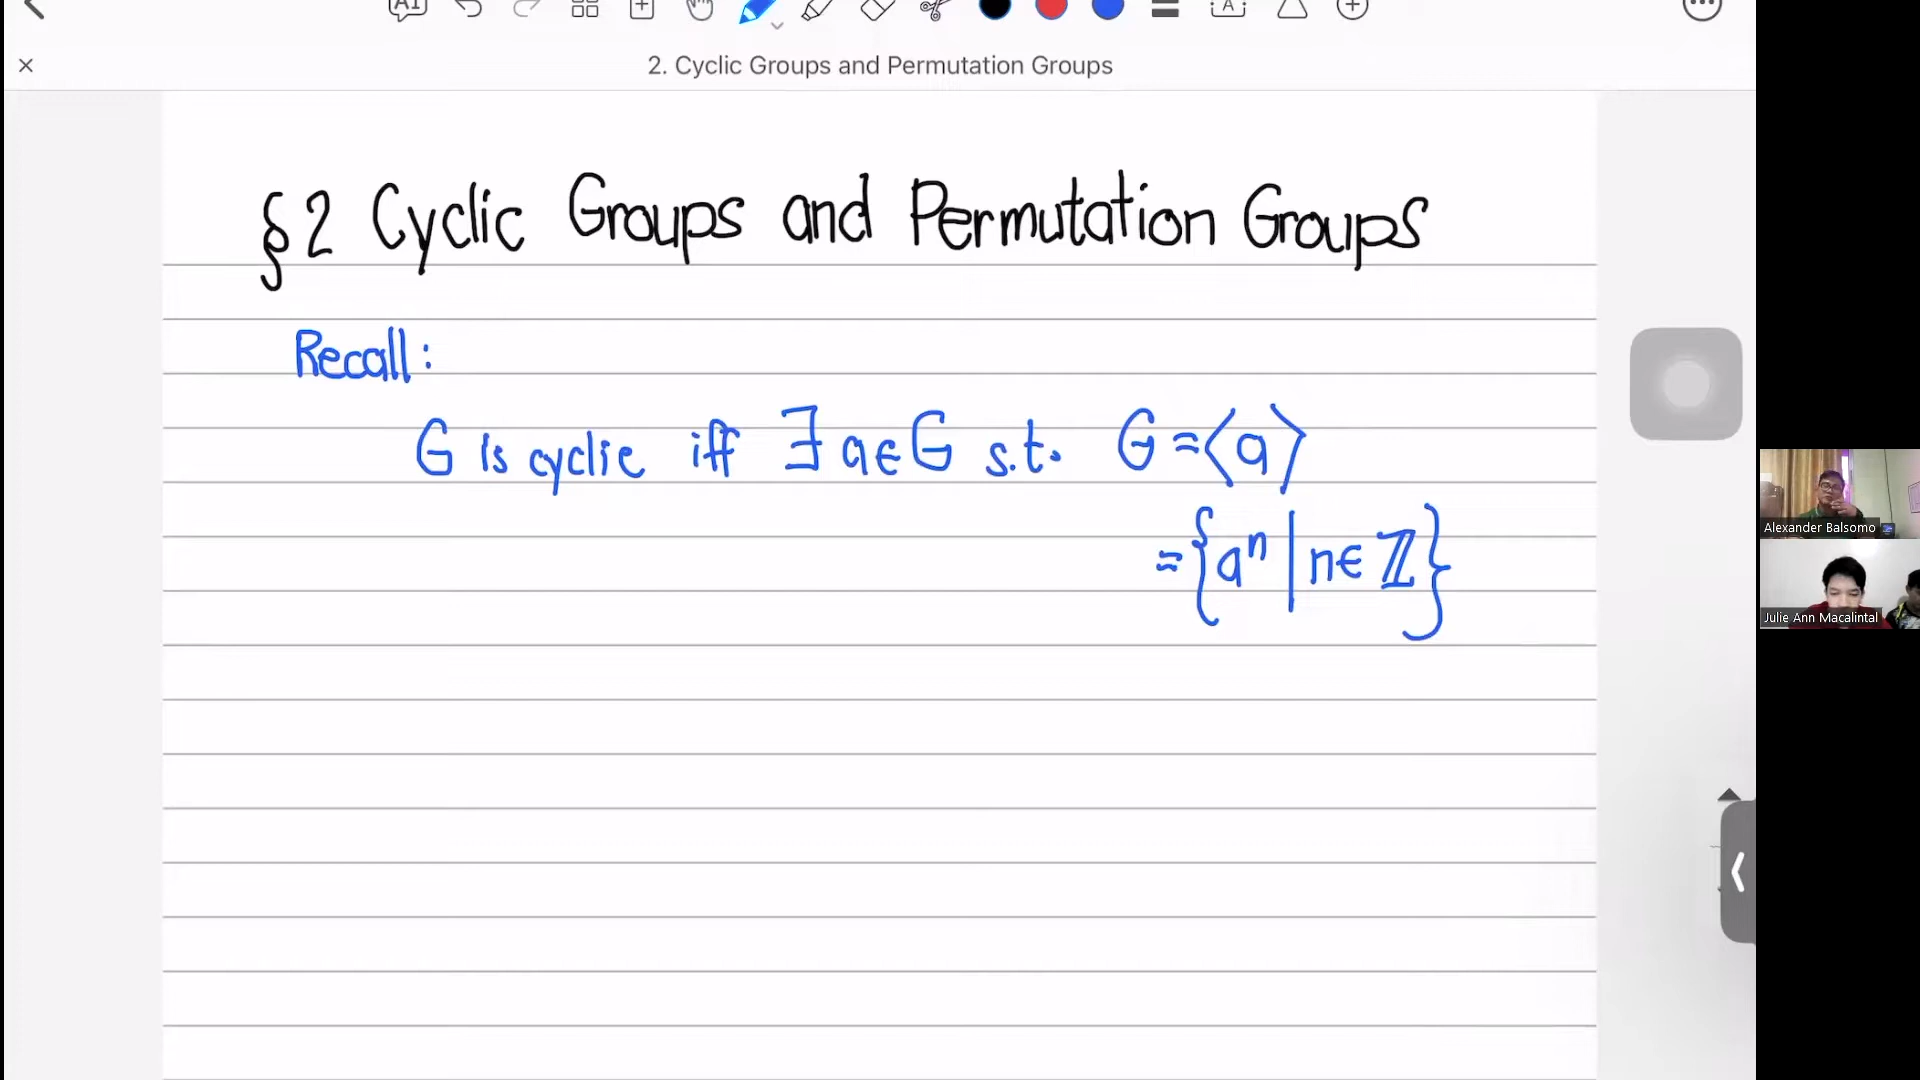 2. Cyclic Groups and Permutation Groups
§2 Cyclic Groups and Permutation Groups
Recall:
G is cyclic iff ∃ a∈G s.t. G = ⟨a⟩
= {aⁿ | n∈ ℤ}
Alexander Balsomo
Julie Ann Macalintal